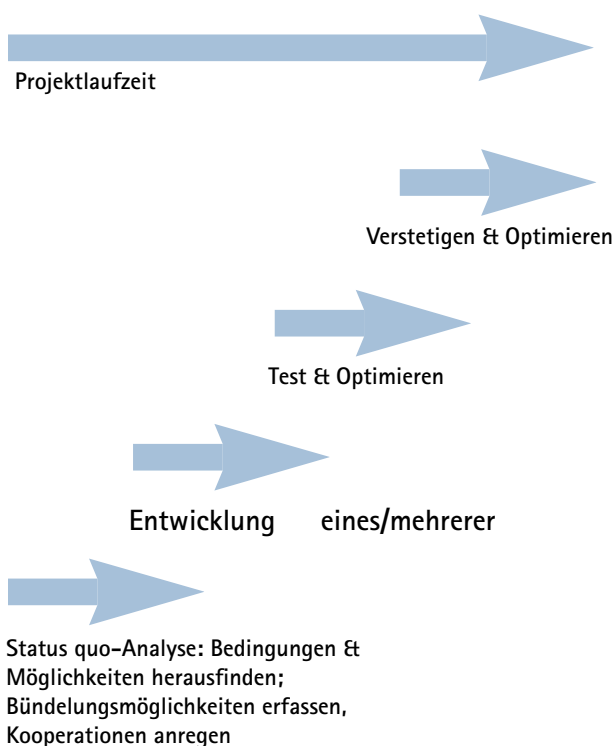 Projektlaufzeit
Verstetigen & Optimieren
Test & Optimieren
Entwicklung eines/mehrerer
Status quo-Analyse: Bedingungen &
Möglichkeiten herausfinden;
Bündelungsmöglichkeiten erfassen,
Kooperationen anregen